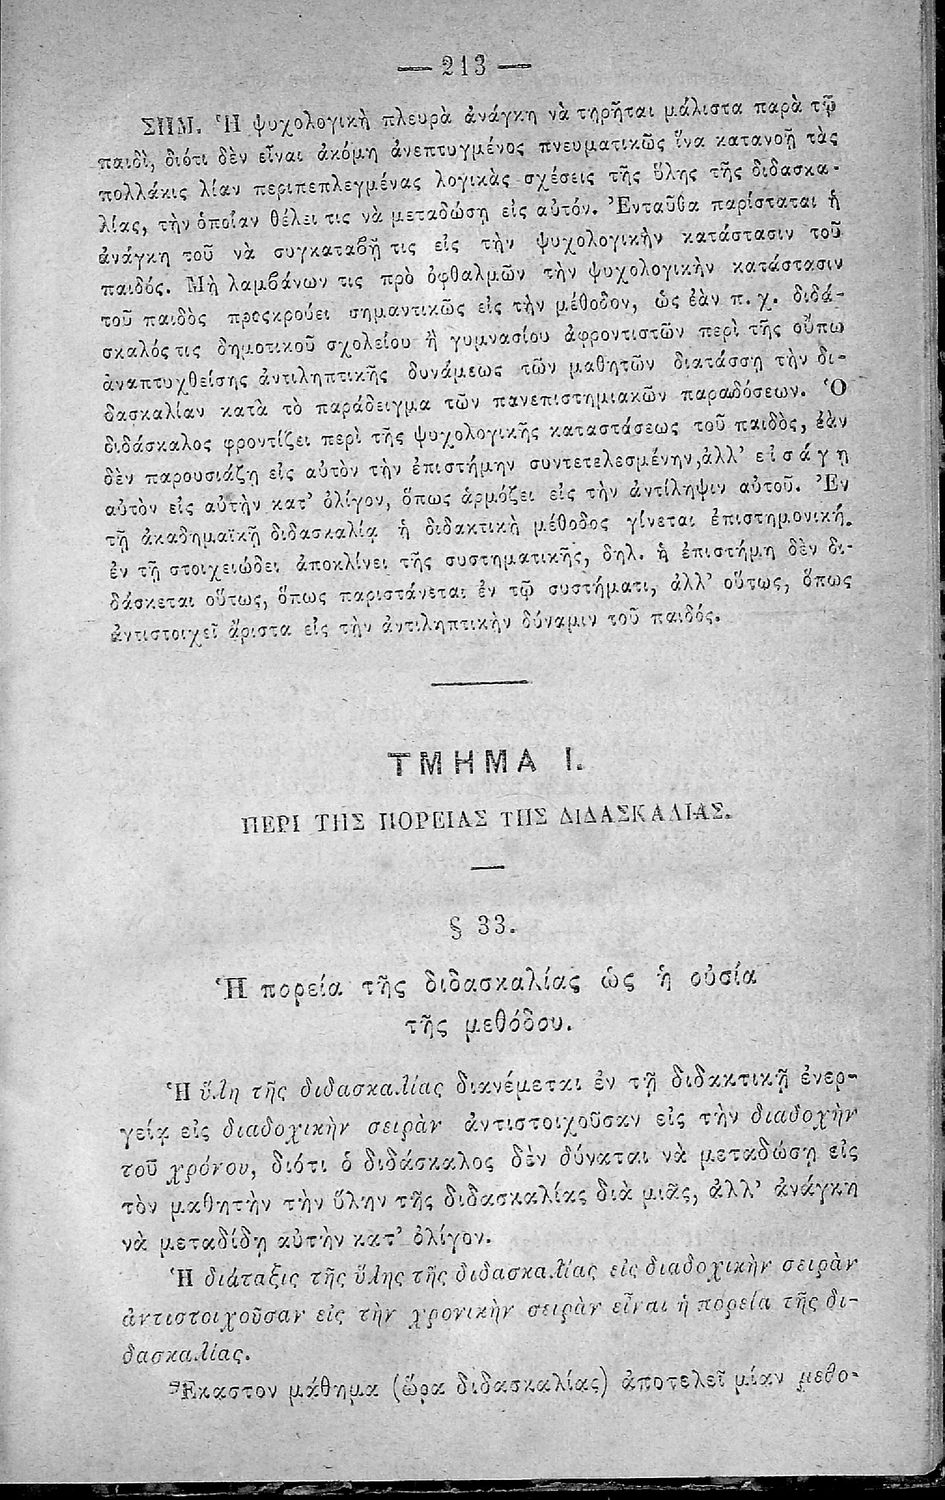 — 213 —
ΣΗΜ. Ἡ ψυχολογικὴ πλευρὰ ἀνάγκη νὰ τηρῆται μάλιστα παρὰ τῷ
παιδὶ, διότι δὲν εἶναι ἀκόμη ἀνεπτυγμένος πνευματικῶς ἵνα κατανοῇ τὰς
πολλάκις λίαν περιπεπλεγμένας λογικὰς σχέσεις τῆς ὕλης τῆς διδασκα-
λίας, τὴν ὁποίαν θέλει τις νὰ μεταδώσῃ εἰς αὐτόν. Ἐνταῦθα παρίσταται ἡ
ἀνάγκη τοῦ νὰ συγκαταβῇ τις εἰς τὴν ψυχολογικὴν κατάστασιν τοῦ
παιδός. Μὴ λαμβάνων τις πρὸ ὀφθαλμῶν τὴν ψυχολογικὴν κατάστασιν
τοῦ παιδὸς προσκρούει σημαντικῶς εἰς τὴν μέθοδον, ὡς ἐὰν π. χ. διδά-
σκαλός τις δημοτικοῦ σχολείου ἢ γυμνασίου ἀφροντιστῶν περὶ τῆς οὔπω
ἀναπτυχθείσης ἀντιληπτικῆς δυνάμεως τῶν μαθητῶν διατάσσῃ τὴν δι-
δασκαλίαν κατὰ τὸ παράδειγμα τῶν πανεπιστημιακῶν παραδόσεων. Ὁ
διδάσκαλος φροντίζει περὶ τῆς ψυχολογικῆς καταστάσεως τοῦ παιδὸς, ἐὰν
δὲν παρουσιάζῃ εἰς αὐτὸν τὴν ἐπιστήμην συντετελεσμένην, ἀλλ' εἰσάγῃ
αὐτὸν εἰς αὐτὴν κατ' ὀλίγον, ὅπως ἁρμόζει εἰς τὴν ἀντίληψιν αὐτοῦ. Ἐν
τῇ ἀκαδημαϊκῇ διδασκαλίᾳ ἡ διδακτικὴ μέθοδος γίνεται ἐπιστημονική.
ἐν τῇ στοιχειώδει ἀποκλίνει τῆς συστηματικῆς, δηλ. ἡ ἐπιστήμη δὲν δι-
δάσκεται οὕτως, ὅπως παριστάνεται ἐν τῷ συστήματι, ἀλλ' οὕτως, ὅπως
ἀντιστοιχεῖ ἄριστα εἰς τὴν ἀντιληπτικὴν δύναμιν τοῦ παιδός.
ΤΜΗΜΑ Ι.
ΠΕΡΙ ΤΗΣ ΠΟΡΕΙΑΣ ΤΗΣ ΔΙΔΑΣΚΑΛΙΑΣ.
§ 33.
Ἡ πορεία τῆς διδασκαλίας ὡς ἡ οὐσία
τῆς μεθόδου.
Ἡ ὕλη τῆς διδασκαλίας διανέμεται ἐν τῇ διδακτικῇ ἐνερ-
γείᾳ εἰς διαδοχικὴν σειρὰν ἀντιστοιχοῦσαν εἰς τὴν διαδοχὴν
τοῦ χρόνου, διότι ὁ διδάσκαλος δὲν δύναται νὰ μεταδώσῃ εἰς
τὸν μαθητὴν τὴν ὕλην τῆς διδασκαλίας διὰ μιᾶς, ἀλλ' ἀνάγκη
νὰ μεταδίδῃ αὐτὴν κατ' ὀλίγον.
Ἡ διάταξις τῆς ὕλης τῆς διδασκαλίας εἰς διαδοχικὴν σειρὰν
ἀντιστοιχοῦσαν εἰς τὴν χρονικὴν σειρὰν εἶναι ἡ πορεία τῆς δι-
δασκαλίας.
Ἕκαστον μάθημα (ὥρα διδασκαλίας) ἀποτελεῖ μίαν μεθο-